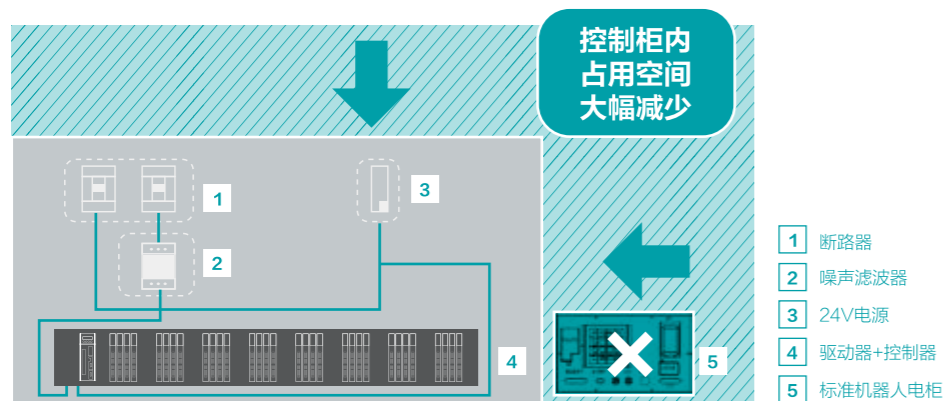 控制柜内
占用空间
大幅减少
1
3
2
4
5
1 断路器
2 噪声滤波器
3 24V电源
4 驱动器+控制器
5 标准机器人电柜